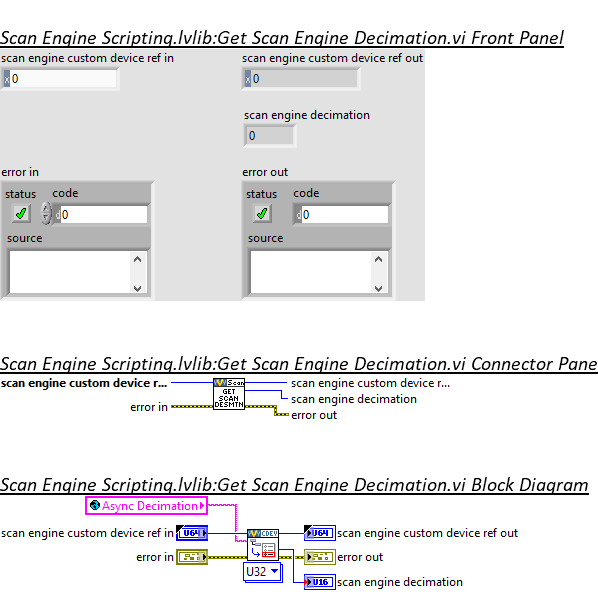 Scan Engine Scripting.lvlib:Get Scan Engine Decimation.vi Front Panel
scan engine custom device ref in
scan engine custom device ref out
x 0
x 0
scan engine decimation
0
error in
error out
status code
status code
d 0
d 0
source
source
Scan Engine Scripting.lvlib:Get Scan Engine Decimation.vi Connector Pane
scan engine custom device r...
scan engine custom device r...
Scan
GET
SCAN
DESMTN
scan engine decimation
error in
error out
Scan Engine Scripting.lvlib:Get Scan Engine Decimation.vi Block Diagram
Async Decimation
scan engine custom device ref in
U64
CDEV
U64
scan engine custom device ref out
error in
error out
U32
U16
scan engine decimation